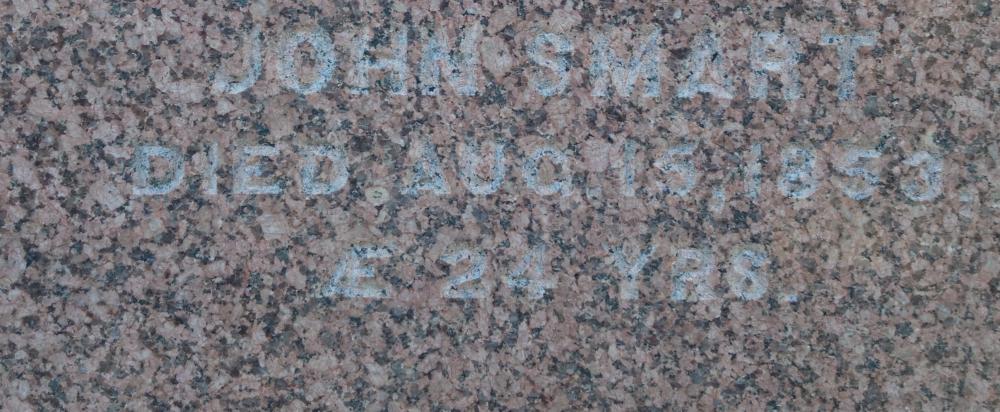 JOHN SMART
DIED AUG. 15, 1853.
Æ 24 YRS.